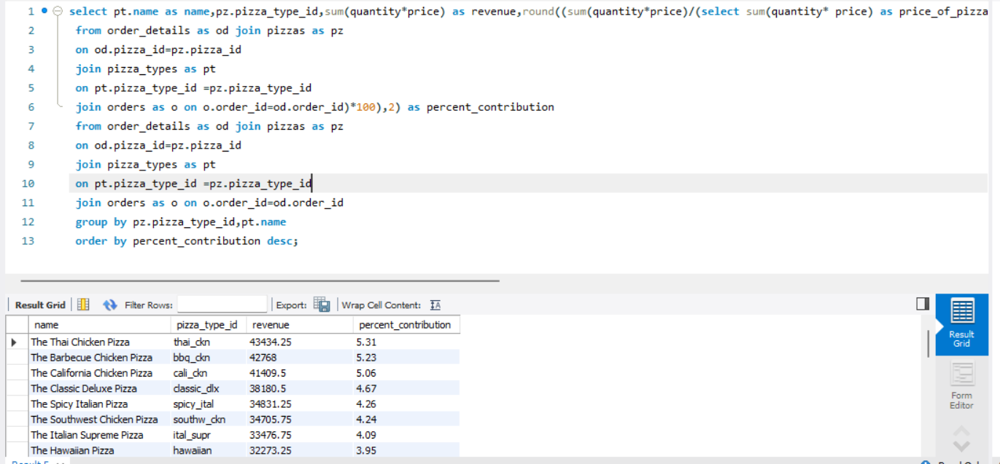 1 select pt.name as name,pz.pizza_type_id,sum(quantity*price) as revenue,round((sum(quantity*price)/(select sum(quantity* price) as price_of_pizza
2 from order_details as od join pizzas as pz
3 on od.pizza_id=pz.pizza_id
4 join pizza_types as pt
5 on pt.pizza_type_id =pz.pizza_type_id
6 join orders as o on o.order_id=od.order_id)*100),2) as percent_contribution
7 from order_details as od join pizzas as pz
8 on od.pizza_id=pz.pizza_id
9 join pizza_types as pt
10 on pt.pizza_type_id =pz.pizza_type_id
11 join orders as o on o.order_id=od.order_id
12 group by pz.pizza_type_id,pt.name
13 order by percent_contribution desc;
Result Grid Filter Rows: Export: Wrap Cell Content: IA
name pizza_type_id revenue percent_contribution
The Thai Chicken Pizza thai_ckn 43434.25 5.31
The Barbecue Chicken Pizza bbq_ckn 42768 5.23
The California Chicken Pizza cali_ckn 41409.5 5.06
The Classic Deluxe Pizza classic_dlx 38180.5 4.67
The Spicy Italian Pizza spicy_ital 34831.25 4.26
The Southwest Chicken Pizza southw_ckn 34705.75 4.24
The Italian Supreme Pizza ital_supr 33476.75 4.09
The Hawaiian Pizza hawaiian 32273.25 3.95
Result
Grid
Form
Editor